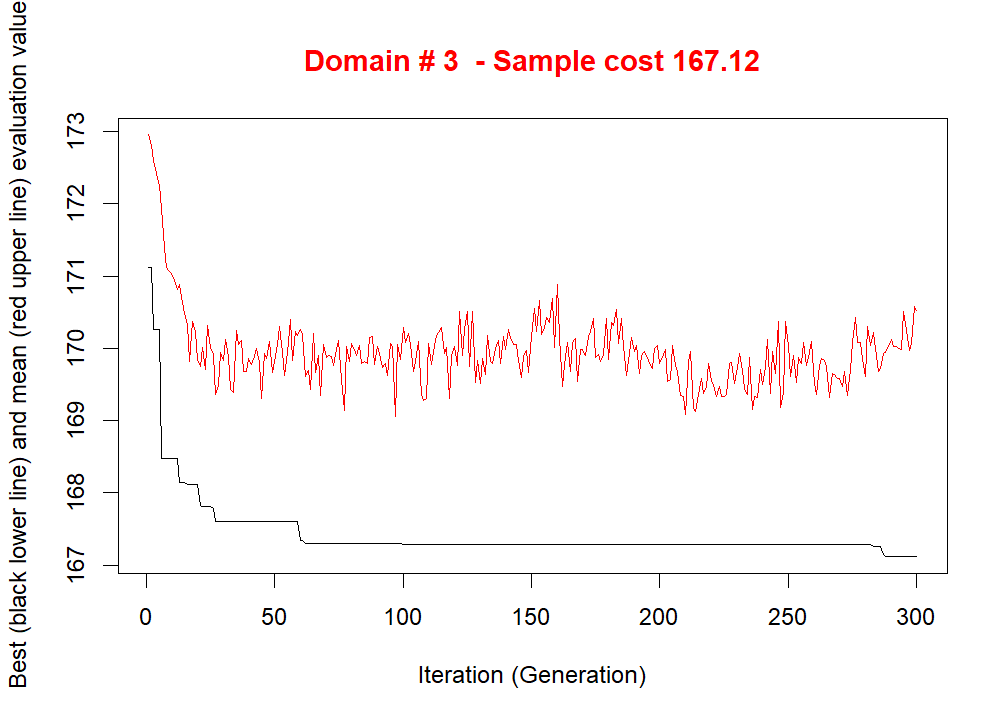 Domain # 3  - Sample cost 167.12
Best (black lower line) and mean (red upper line) evaluation value
173
172
171
170
169
168
167
0 50 100 150 200 250 300
Iteration (Generation)